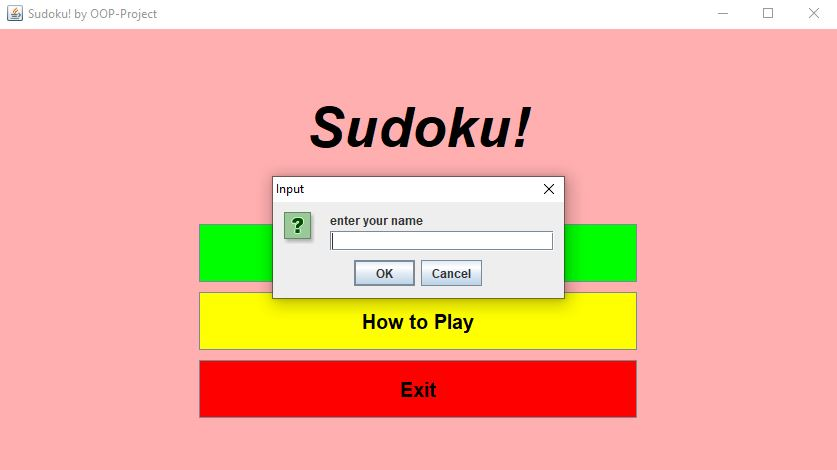 Sudoku! by OOP-Project
Sudoku!
Input
?
enter your name
OK Cancel
How to Play
Exit